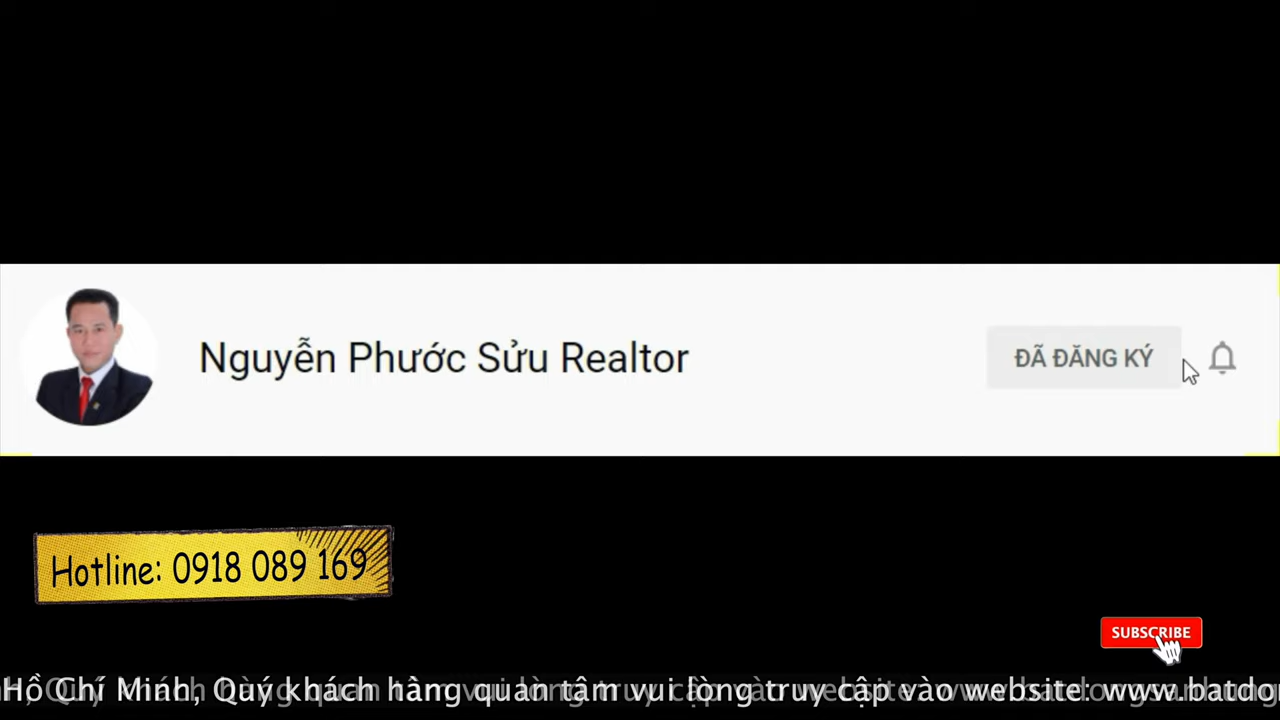 Nguyễn Phước Sửu Realtor
ĐÃ ĐĂNG KÝ
Hotline: 0918 089 169
SUBSCRIBE
Hồ Chí Minh, Quý khách hàng quan tâm vui lòng truy cập vào website: www.batdo